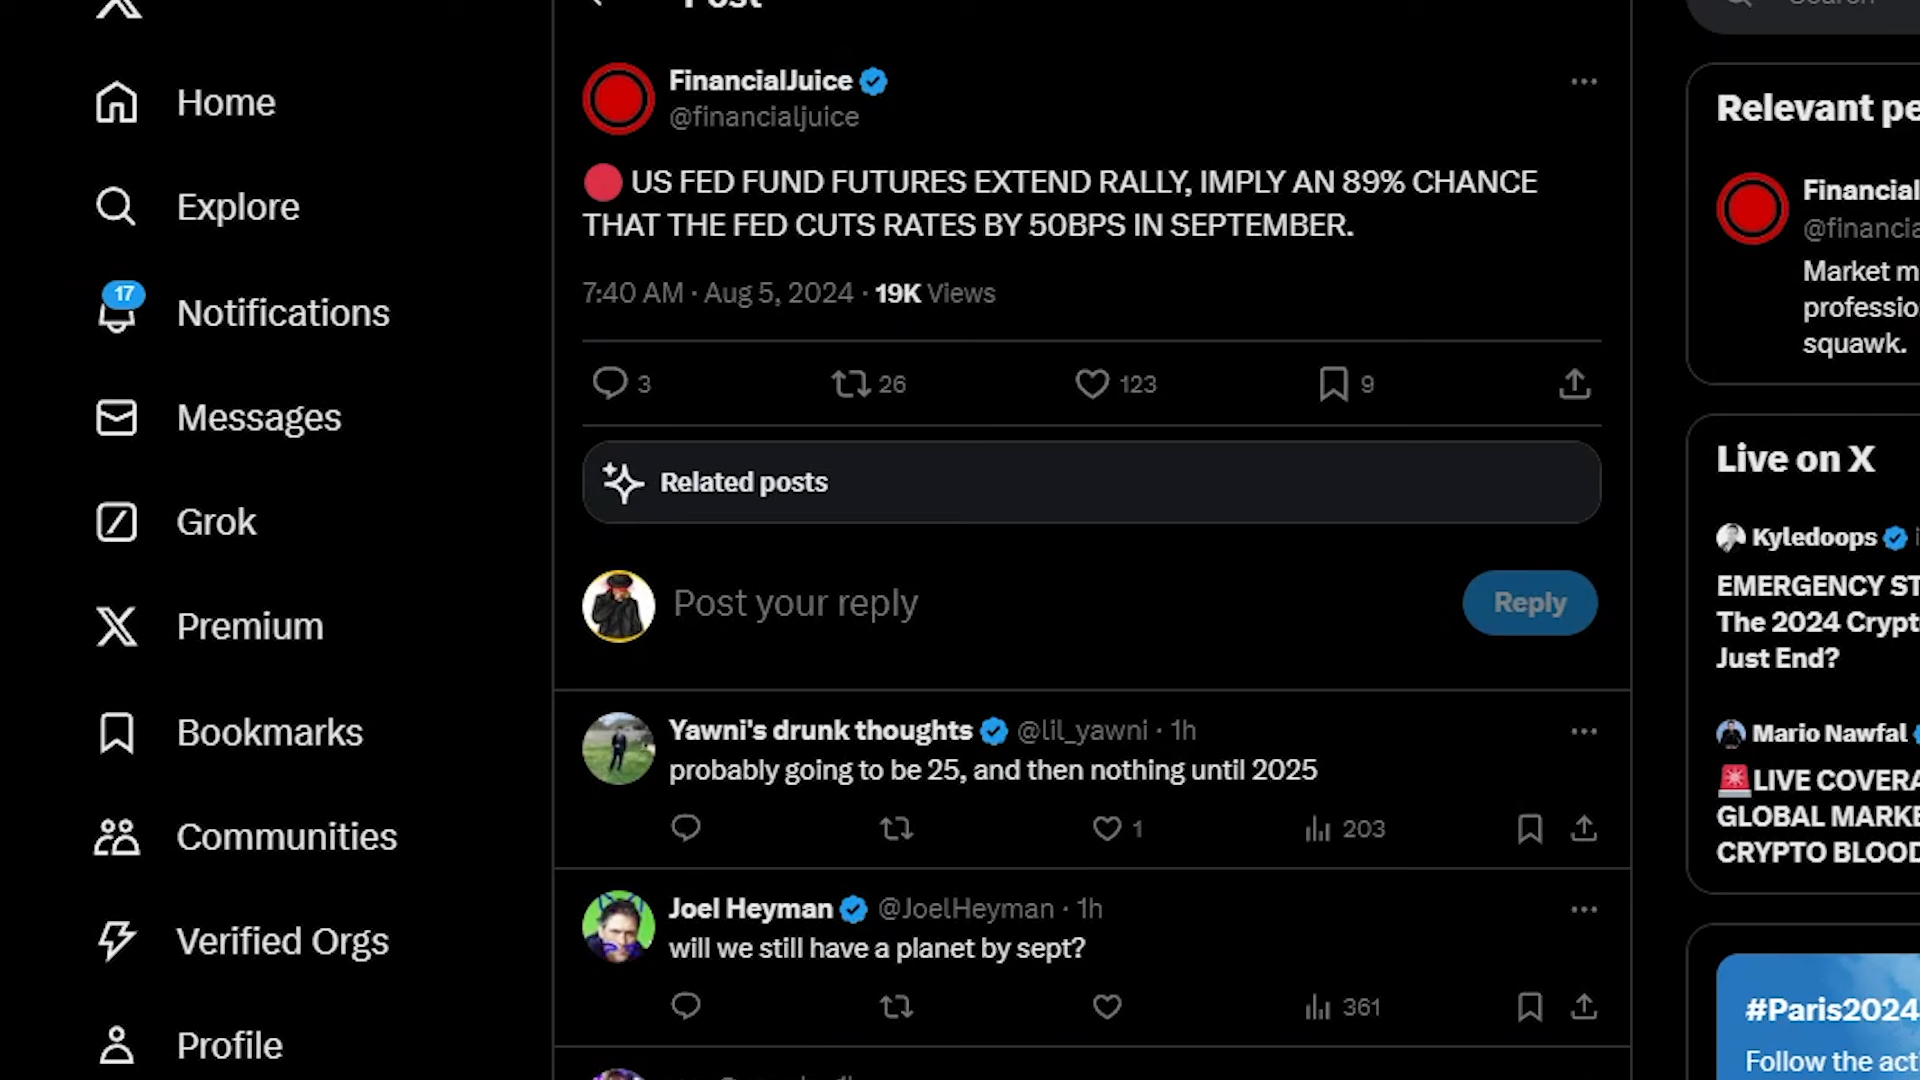 Post
Home
Explore
17
Notifications
Messages
Grok
Premium
Bookmarks
Communities
Verified Orgs
Profile
FinancialJuice
@financialjuice
US FED FUND FUTURES EXTEND RALLY, IMPLY AN 89% CHANCE
THAT THE FED CUTS RATES BY 50BPS IN SEPTEMBER.
7:40 AM · Aug 5, 2024 · 19K Views
3 26 123 9
Related posts
Post your reply
Reply
Yawni's drunk thoughts @lil_yawni · 1h
probably going to be 25, and then nothing until 2025
1 203
Joel Heyman @JoelHeyman · 1h
will we still have a planet by sept?
361
Search
Relevant pe
Financial
@financia
Market m
professio
squawk.
Live on X
Kyledoops
EMERGENCY ST
The 2024 Crypt
Just End?
Mario Nawfal
LIVE COVERA
GLOBAL MARKE
CRYPTO BLOOD
#Paris2024
Follow the acti